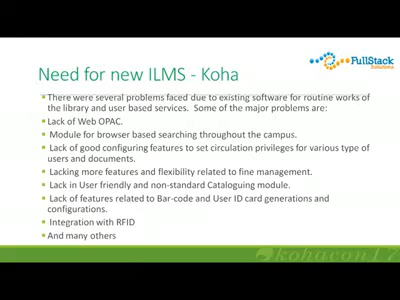 FullStack
Solutions
Need for new ILMS - Koha
There were several problems faced due to existing software for routine works of
the library and user based services. Some of the major problems are:
Lack of Web OPAC.
Module for browser based searching throughout the campus.
Lack of good configuring features to set circulation privileges for various type of
users and documents.
Lacking more features and flexibility related to fine management.
Lack in User friendly and non-standard Cataloguing module.
Lack of features related to Bar-code and User ID card generations and
configurations.
Integration with RFID
And many others
kohacon17